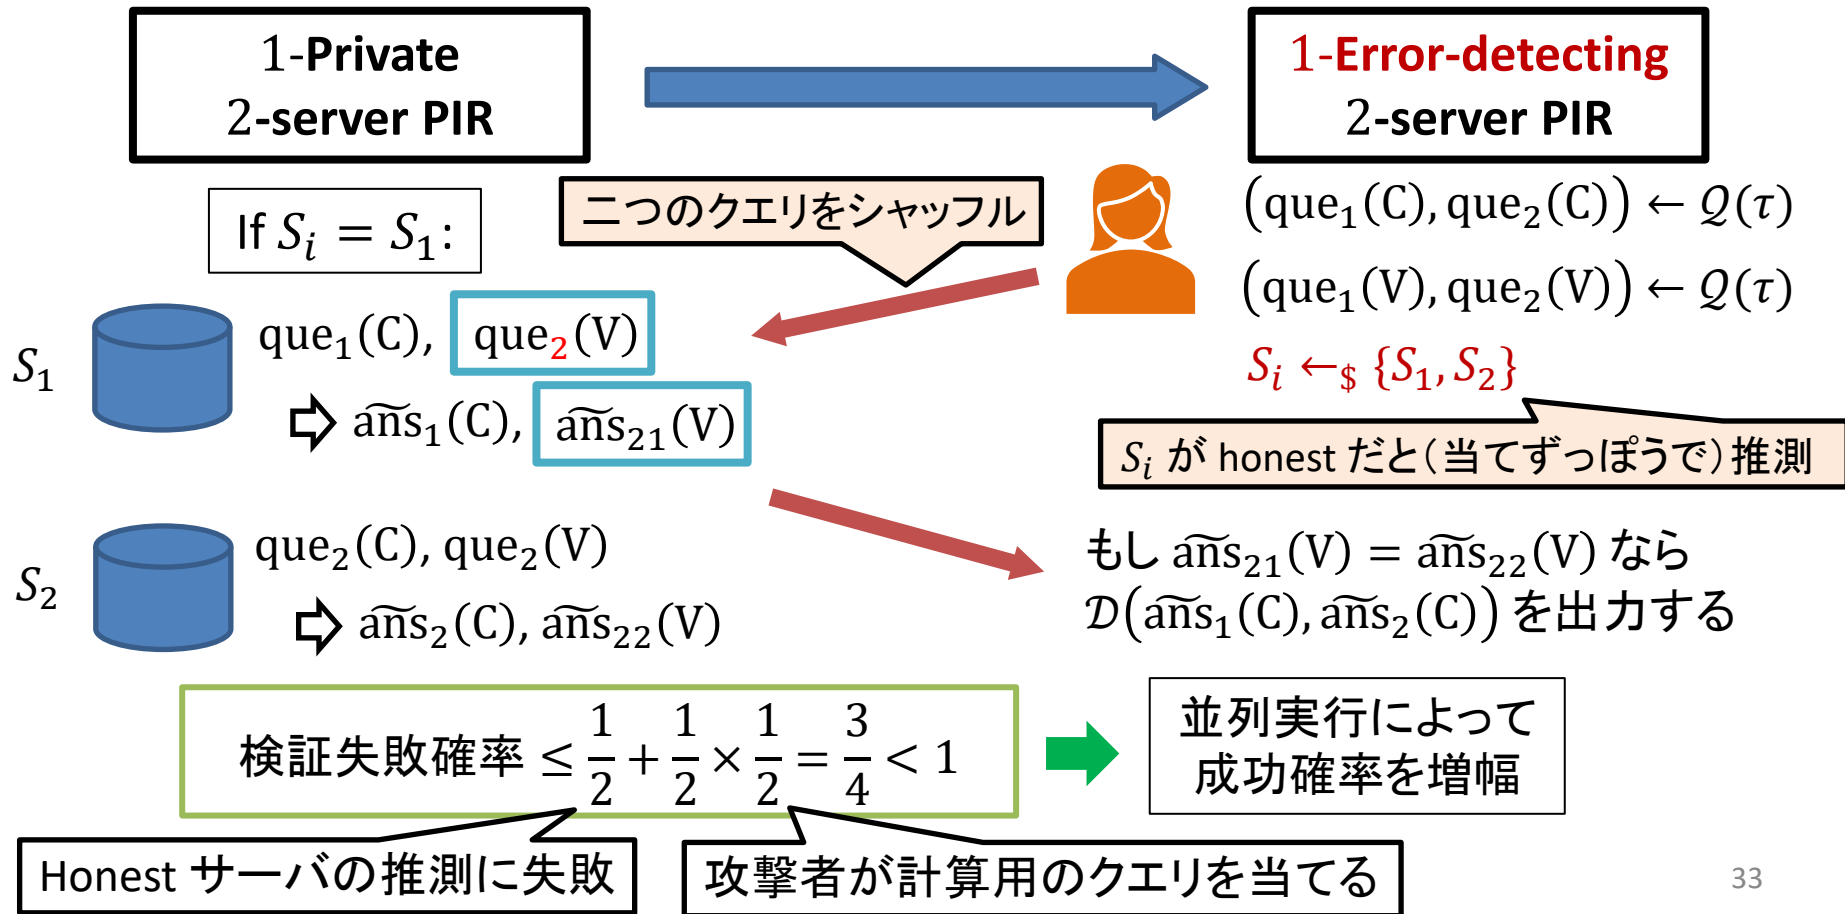 1-Private
2-server PIR
1-Error-detecting
2-server PIR
If Sᵢ = S₁:
二つのクエリをシャッフル
(que₁(C), que₂(C)) ← 𝒬(τ)
(que₁(V), que₂(V)) ← 𝒬(τ)
Sᵢ ←$ {S₁, S₂}
Sᵢ が honest だと（当てずっぽうで）推測
S₁
que₁(C), que₂(V)
⇨ ãns₁(C), ãns₂₁(V)
S₂
que₂(C), que₂(V)
⇨ ãns₂(C), ãns₂₂(V)
もし ãns₂₁(V) = ãns₂₂(V) なら
𝒟(ãns₁(C), ãns₂(C)) を出力する
検証失敗確率 ≤ 1/2 + 1/2 × 1/2 = 3/4 < 1
並列実行によって
成功確率を増幅
Honest サーバの推測に失敗
攻撃者が計算用のクエリを当てる
33